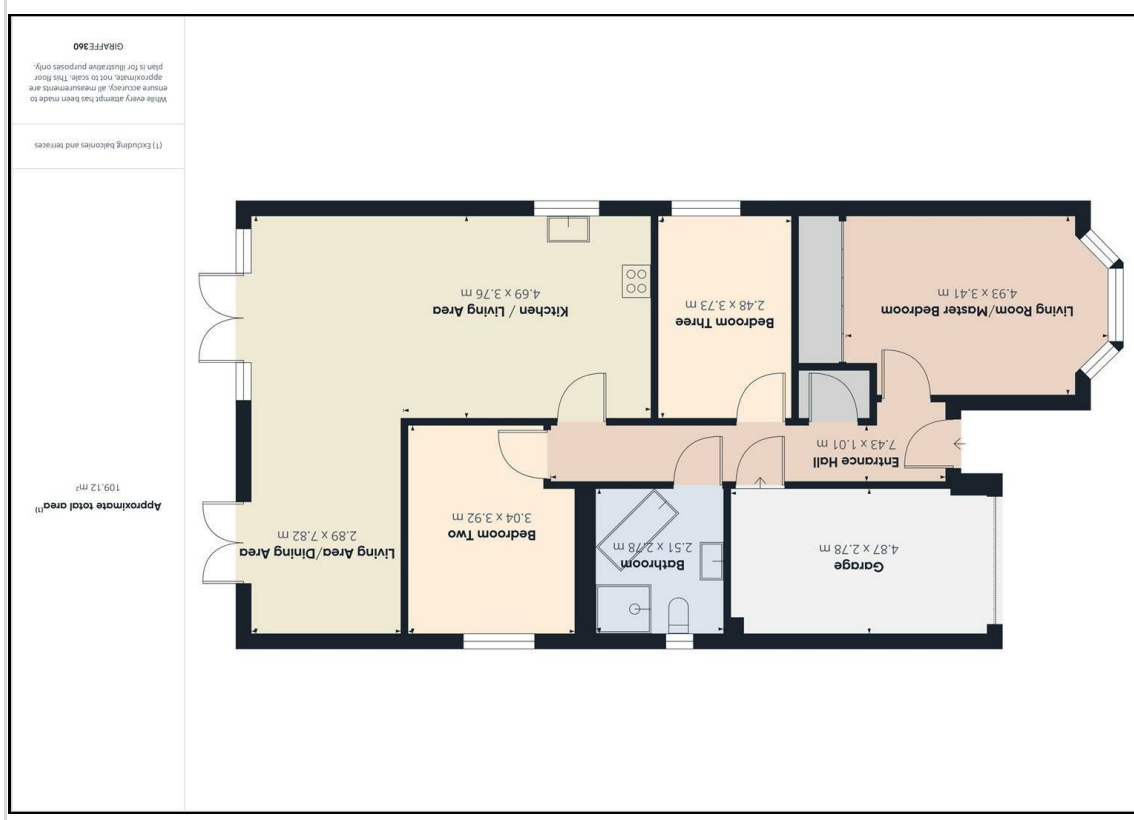 Garage
4.87 x 2.78 m
Bathroom
2.51 x 2.78 m
Bedroom Two
3.04 x 3.92 m
Living Area/Dining Area
2.89 x 7.82 m
Entrance Hall
7.43 x 1.01 m
Living Room/Master Bedroom
4.93 x 3.41 m
Bedroom Three
2.48 x 3.73 m
Kitchen / Living Area
4.69 x 3.76 m
Approximate total area(1)
109.12 m²
(1) Excluding balconies and terraces
While every attempt has been made to
ensure accuracy, all measurements are
approximate, not to scale. This floor
plan is for illustrative purposes only.
GIRAFFE360